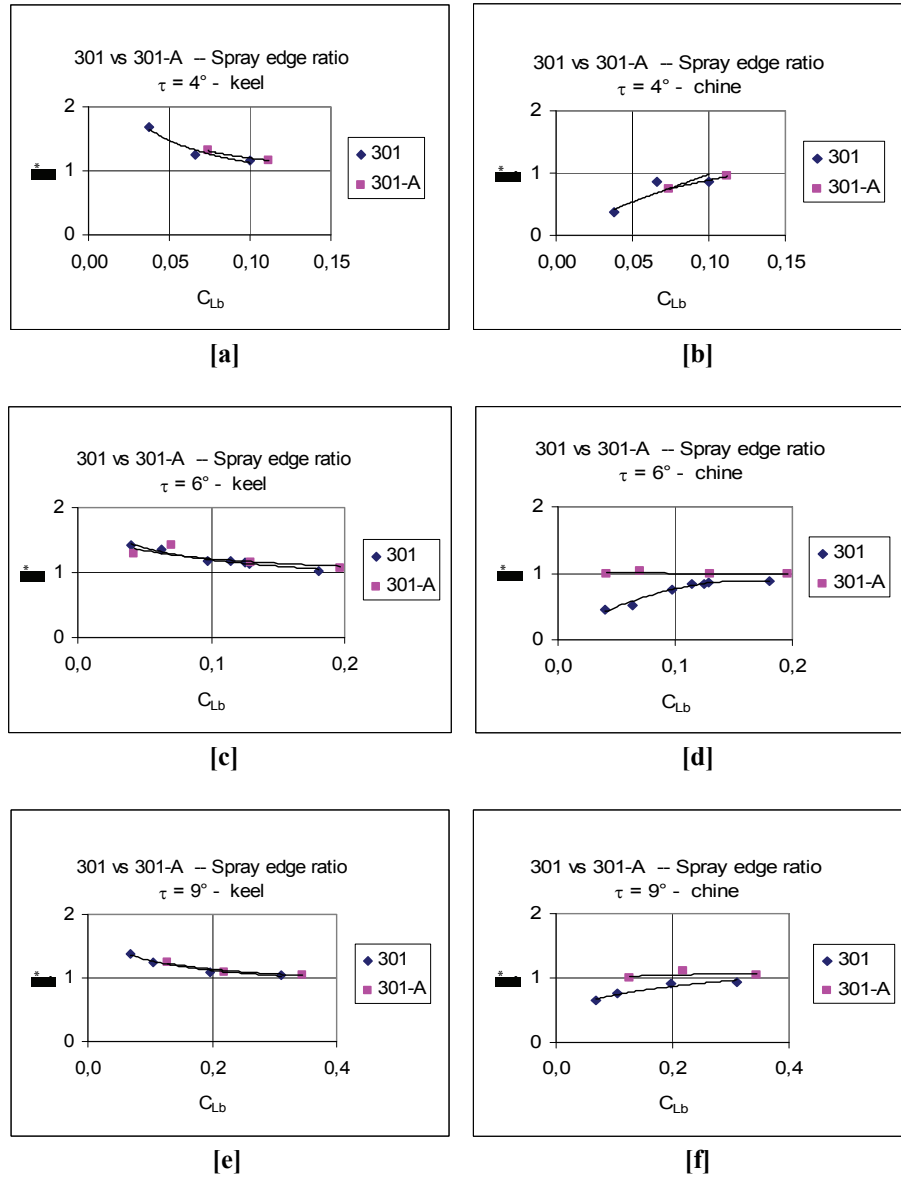 301 vs 301-A -- Spray edge ratio
τ = 4° - keel
2
1
0
0,00 0,05 0,10 0,15
C_Lb
*
301
301-A
[a]
301 vs 301-A -- Spray edge ratio
τ = 4° - chine
2
1
0
0,00 0,05 0,10 0,15
C_Lb
*
301
301-A
[b]
301 vs 301-A -- Spray edge ratio
τ = 6° - keel
2
1
0
0,0 0,1 0,2
C_Lb
*
301
301-A
[c]
301 vs 301-A -- Spray edge ratio
τ = 6° - chine
2
1
0
0,0 0,1 0,2
C_Lb
*
301
301-A
[d]
301 vs 301-A -- Spray edge ratio
τ = 9° - keel
2
1
0
0,0 0,2 0,4
C_Lb
*
301
301-A
[e]
301 vs 301-A -- Spray edge ratio
τ = 9° - chine
2
1
0
0,0 0,2 0,4
C_Lb
*
301
301-A
[f]